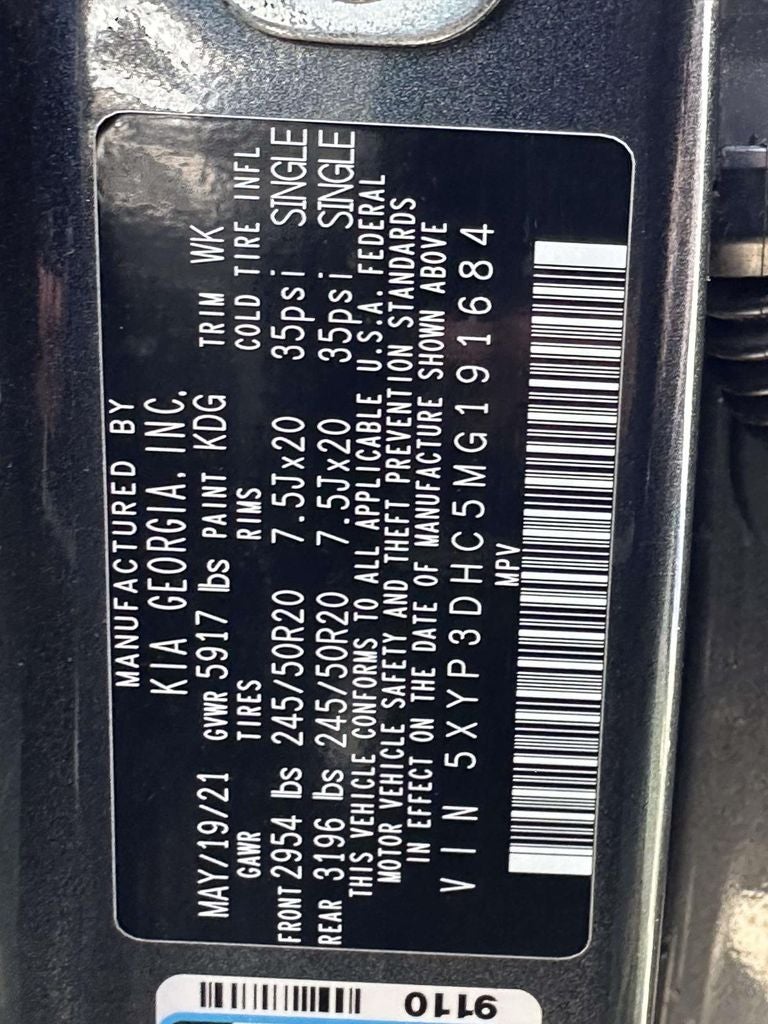 MANUFACTURED BY
KIA GEORGIA, INC.
MAY/19/21 GVWR 5917 lbs PAINT KDG TRIM WK
GAWR TIRES RIMS COLD TIRE INFL
FRONT 2954 lbs 245/50R20 7.5Jx20 35psi SINGLE
REAR 3196 lbs 245/50R20 7.5Jx20 35psi SINGLE
THIS VEHICLE CONFORMS TO ALL APPLICABLE U.S.A. FEDERAL
MOTOR VEHICLE SAFETY AND THEFT PREVENTION STANDARDS
IN EFFECT ON THE DATE OF MANUFACTURE SHOWN ABOVE
VIN 5XYP3DHC5MG191684
MPV
9110